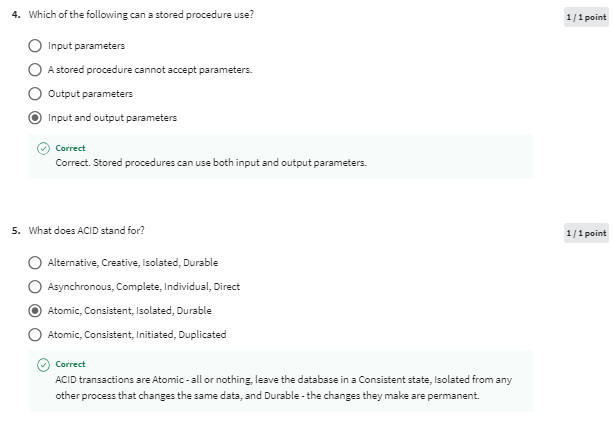 4. Which of the following can a stored procedure use?
1 / 1 point
Input parameters
A stored procedure cannot accept parameters.
Output parameters
Input and output parameters
Correct
Correct. Stored procedures can use both input and output parameters.
5. What does ACID stand for?
1 / 1 point
Alternative, Creative, Isolated, Durable
Asynchronous, Complete, Individual, Direct
Atomic, Consistent, Isolated, Durable
Atomic, Consistent, Initiated, Duplicated
Correct
ACID transactions are Atomic - all or nothing, leave the database in a Consistent state, Isolated from any
other process that changes the same data, and Durable - the changes they make are permanent.